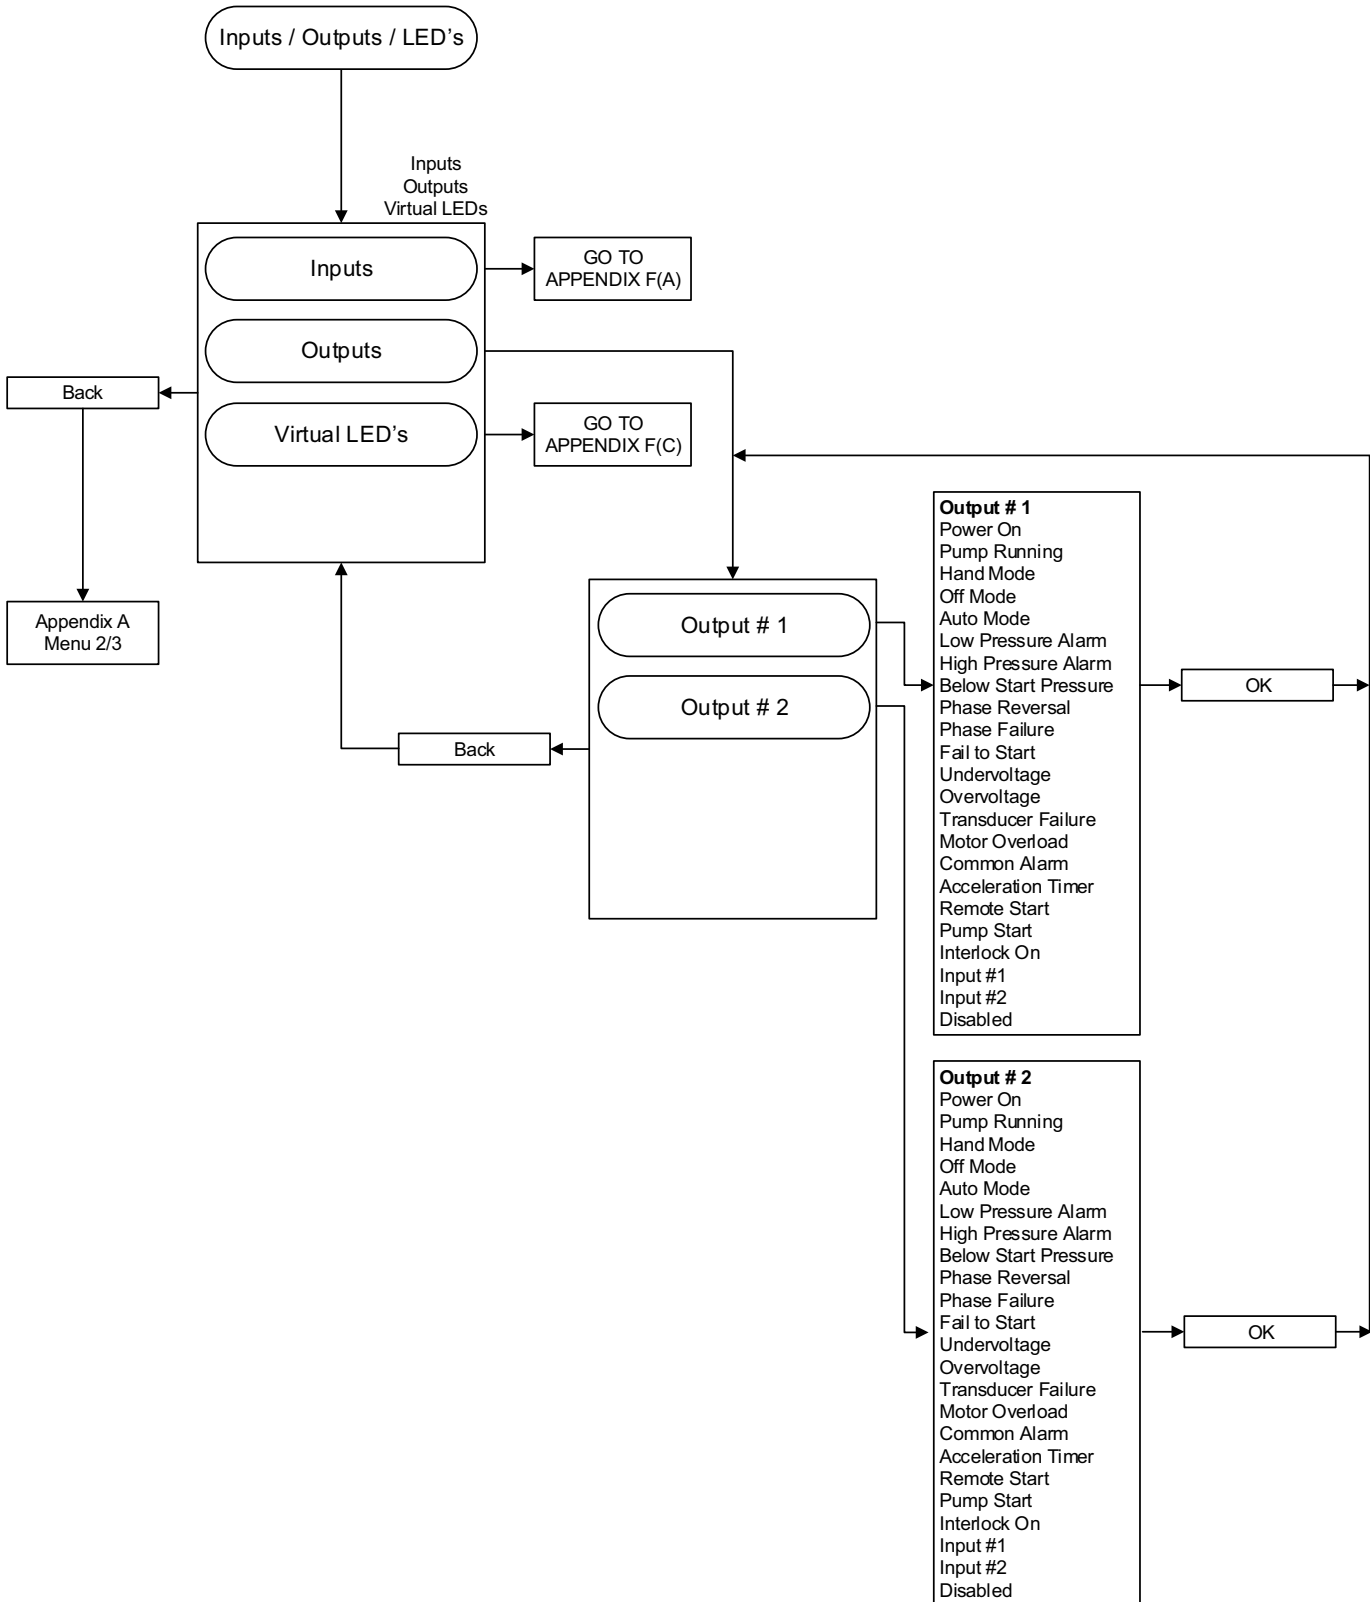 Inputs / Outputs / LED's
Inputs
Outputs
Virtual LEDs
Inputs
GO TO
APPENDIX F(A)
Outputs
Back
Virtual LED's
GO TO
APPENDIX F(C)
Appendix A
Menu 2/3
Output # 1
Output # 2
Back
Output # 1
Power On
Pump Running
Hand Mode
Off Mode
Auto Mode
Low Pressure Alarm
High Pressure Alarm
Below Start Pressure
Phase Reversal
Phase Failure
Fail to Start
Undervoltage
Overvoltage
Transducer Failure
Motor Overload
Common Alarm
Acceleration Timer
Remote Start
Pump Start
Interlock On
Input #1
Input #2
Disabled
OK
Output # 2
Power On
Pump Running
Hand Mode
Off Mode
Auto Mode
Low Pressure Alarm
High Pressure Alarm
Below Start Pressure
Phase Reversal
Phase Failure
Fail to Start
Undervoltage
Overvoltage
Transducer Failure
Motor Overload
Common Alarm
Acceleration Timer
Remote Start
Pump Start
Interlock On
Input #1
Input #2
Disabled
OK